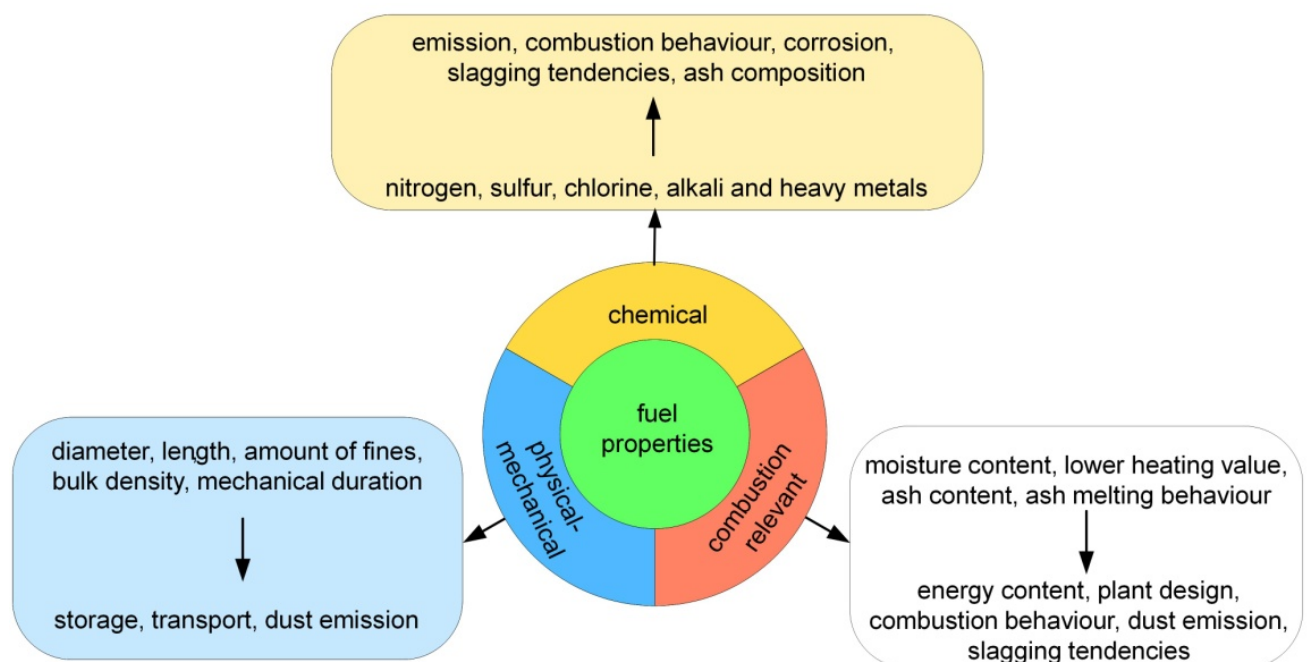 emission, combustion behaviour, corrosion,
slagging tendencies, ash composition
nitrogen, sulfur, chlorine, alkali and heavy metals
chemical
fuel
properties
physical-
mechanical
combustion
relevant
diameter, length, amount of fines,
bulk density, mechanical duration
storage, transport, dust emission
moisture content, lower heating value,
ash content, ash melting behaviour
energy content, plant design,
combustion behaviour, dust emission,
slagging tendencies